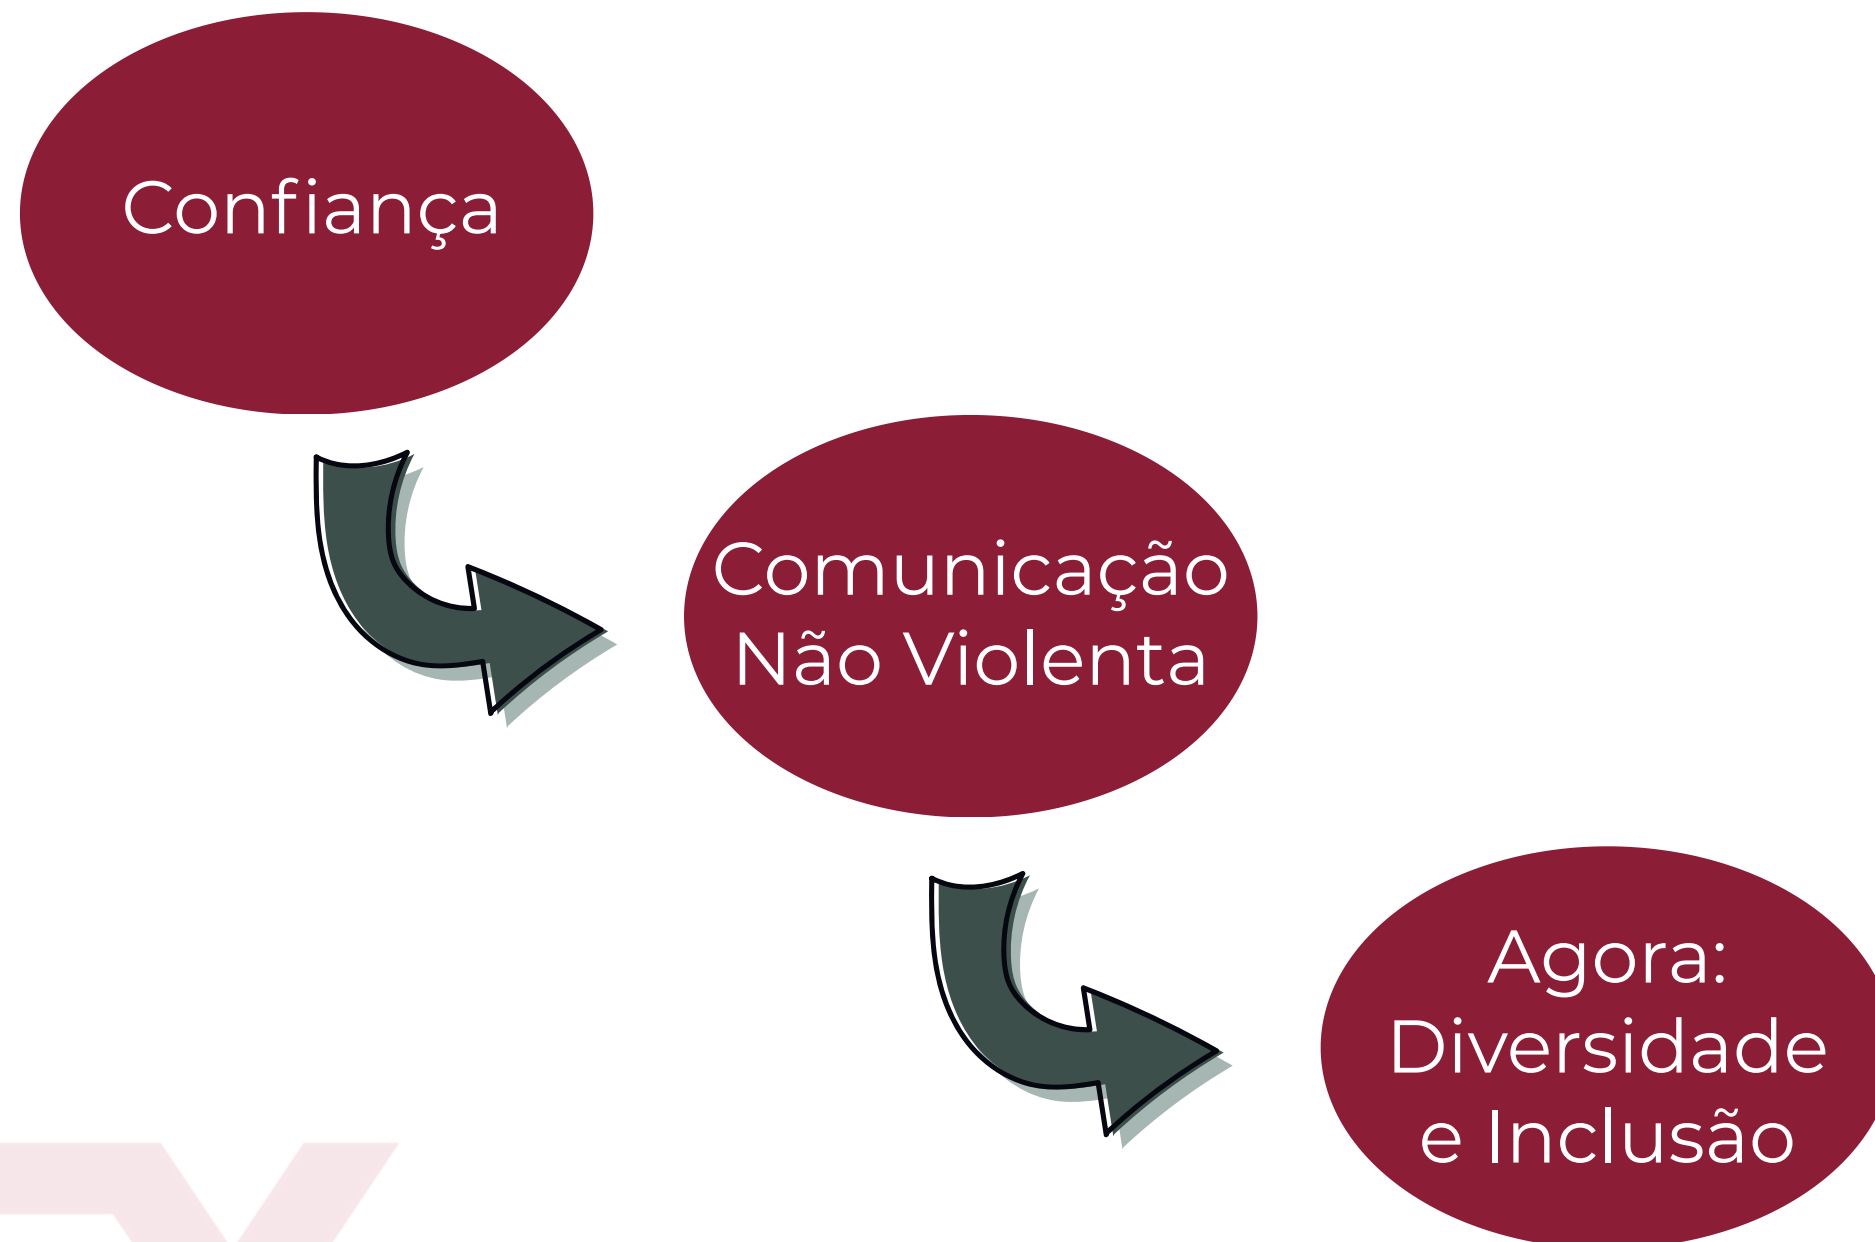 Confiança
Comunicação
Não Violenta
Agora:
Diversidade
e Inclusão